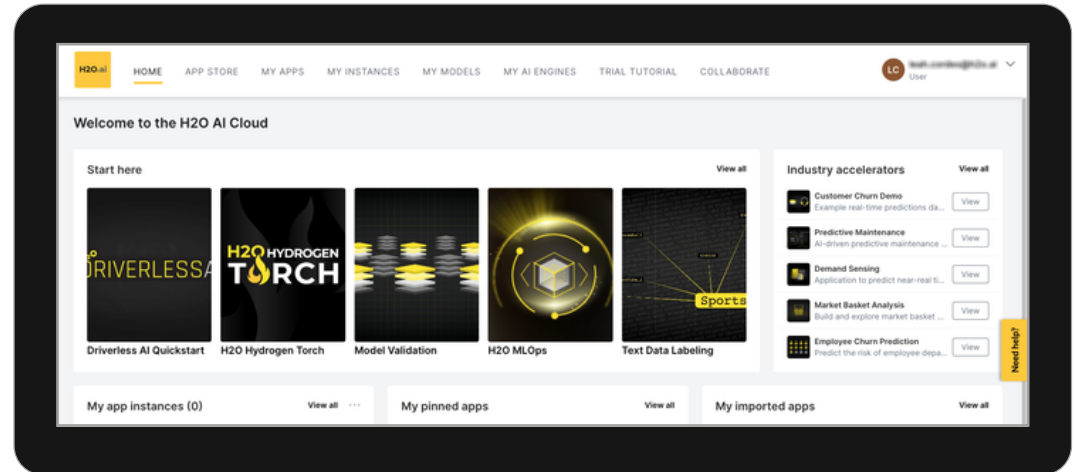 H2O.ai
HOME
APP STORE
MY APPS
MY INSTANCES
MY MODELS
MY AI ENGINES
TRIAL TUTORIAL
COLLABORATE
LC
User
Welcome to the H2O AI Cloud
Start here
View all
DRIVERLESSA
H2O HYDROGEN
TORCH
Sports
Driverless AI Quickstart
H2O Hydrogen Torch
Model Validation
H2O MLOps
Text Data Labeling
Industry accelerators
View all
Customer Churn Demo
Example real-time predictions da...
View
Predictive Maintenance
AI-driven predictive maintenance ...
View
Demand Sensing
Application to predict near-real ti...
View
Market Basket Analysis
Build and explore market basket ...
View
Employee Churn Prediction
Predict the risk of employee depa...
View
Need help?
My app instances (0)
View all
My pinned apps
View all
My imported apps
View all